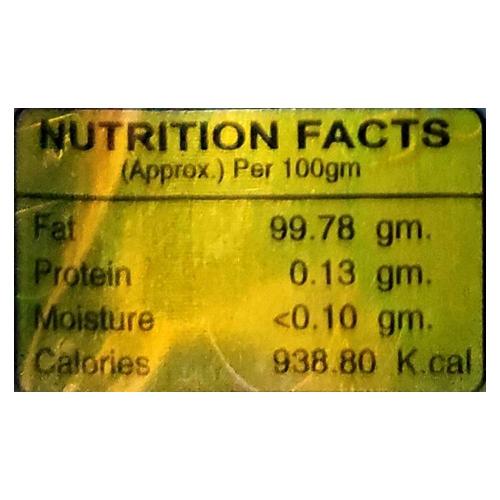 NUTRITION FACTS
(Approx.) Per 100gm
Fat 99.78 gm.
Protein 0.13 gm.
Moisture <0.10 gm.
Calories 938.80 K.cal